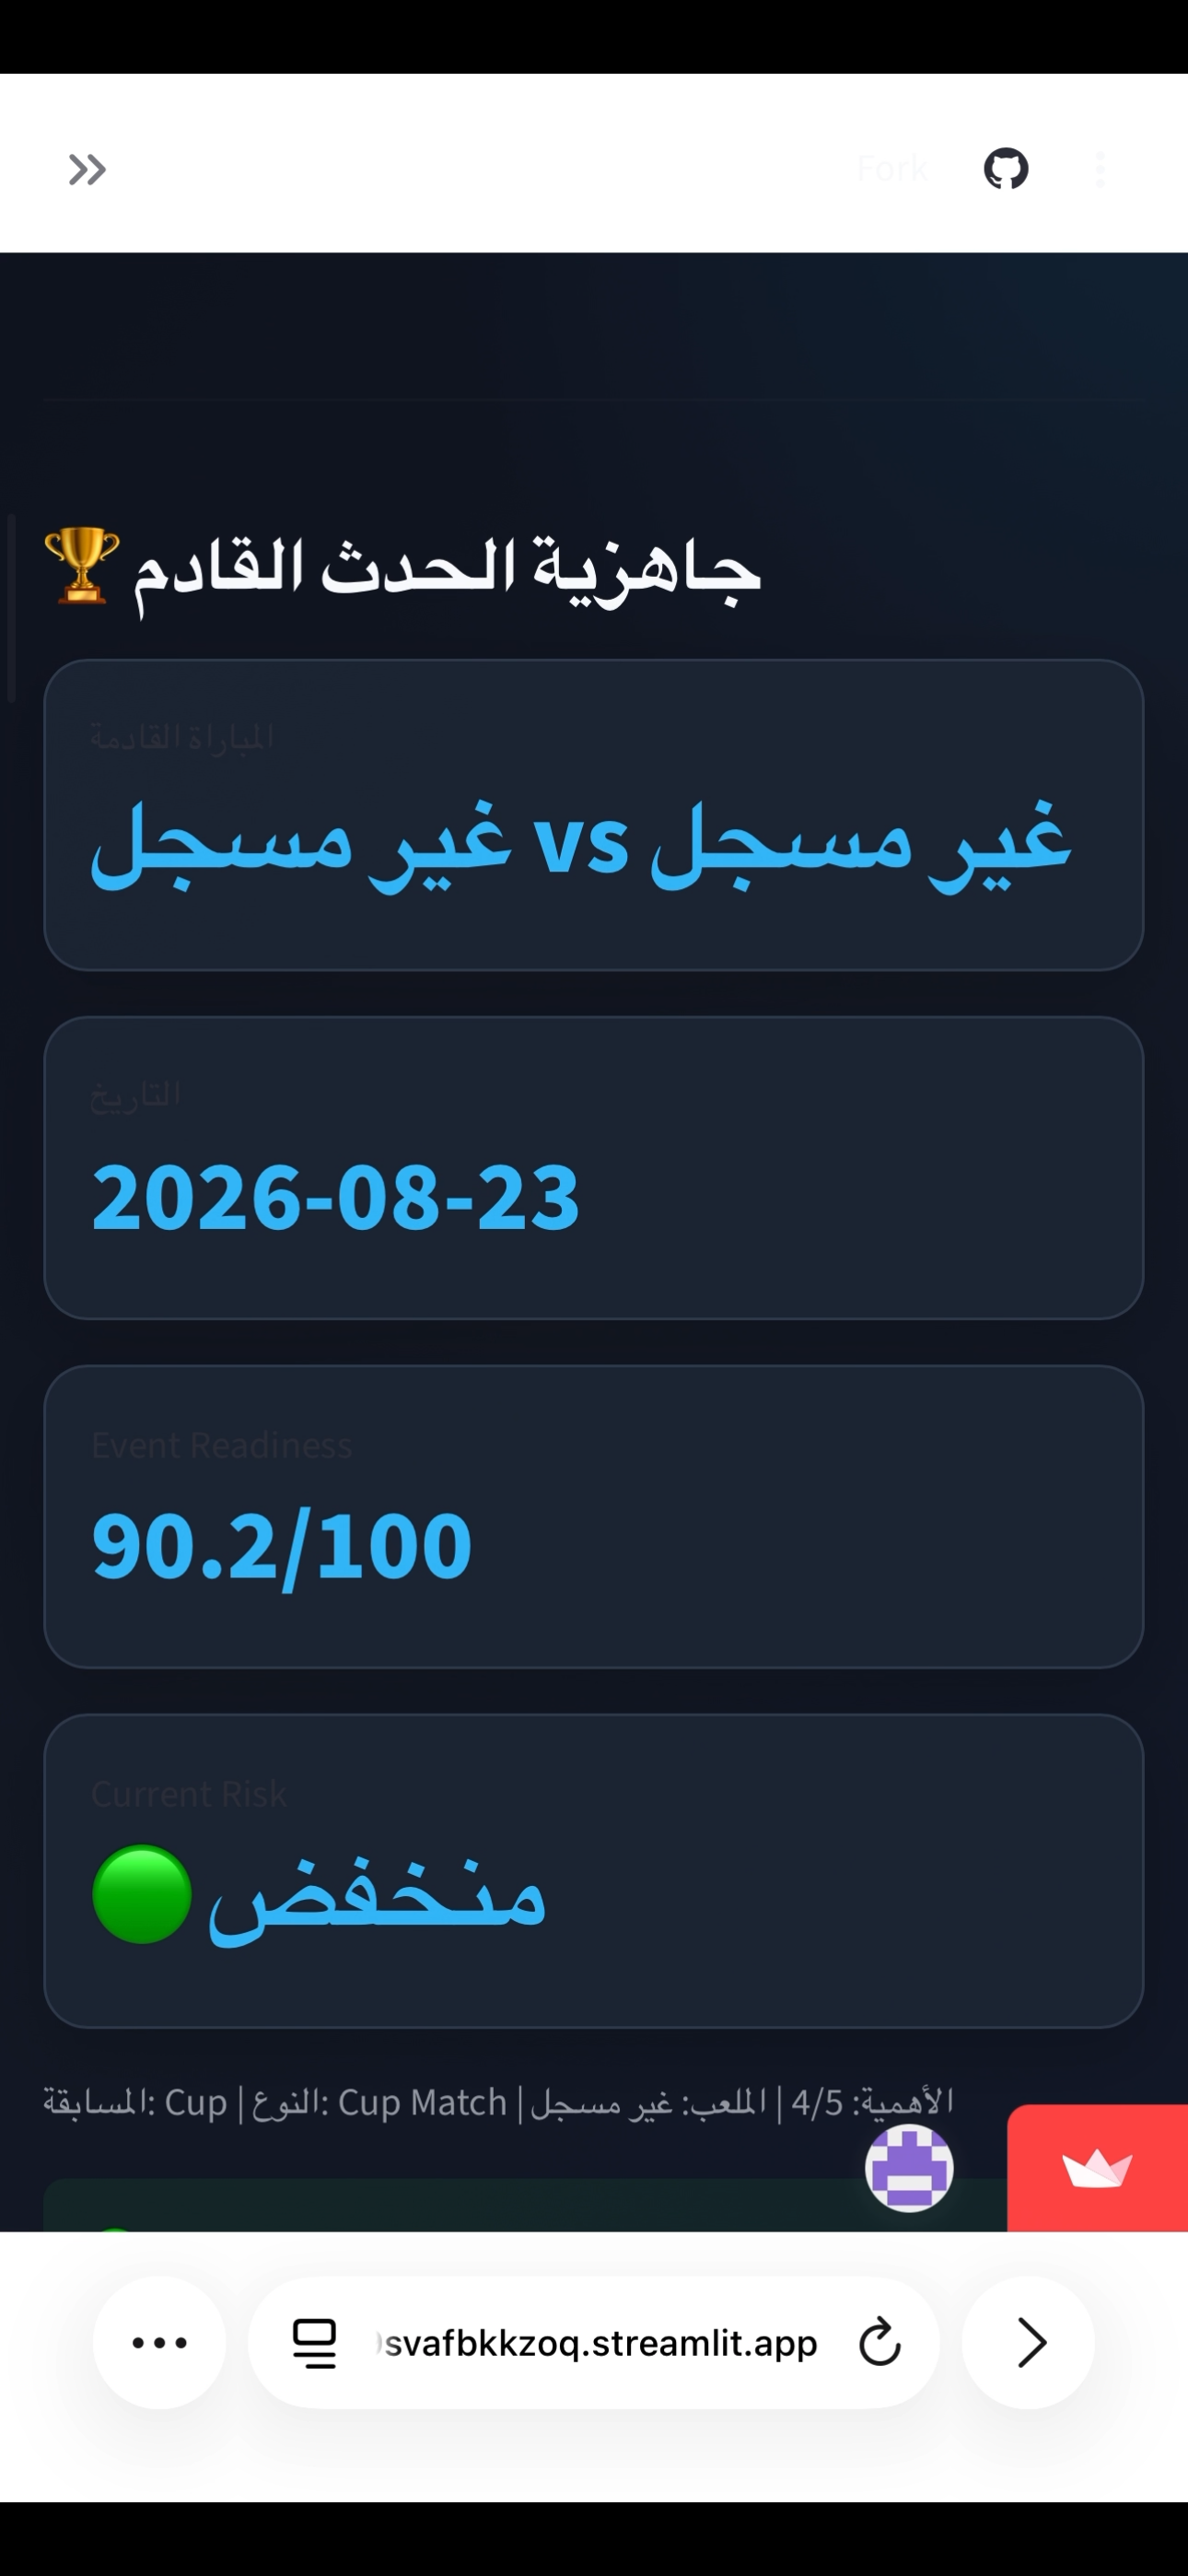 Fork
جاهزية الحدث القادم 🏆
المباراة القادمة
غير مسجل vs غير مسجل
التاريخ
2026-08-23
Event Readiness
90.2/100
Current Risk
منخفض 🟢
المسابقة: Cup | النوع: Cup Match | الملعب: غير مسجل | الأهمية: 4/5
svafbkkzoq.streamlit.app